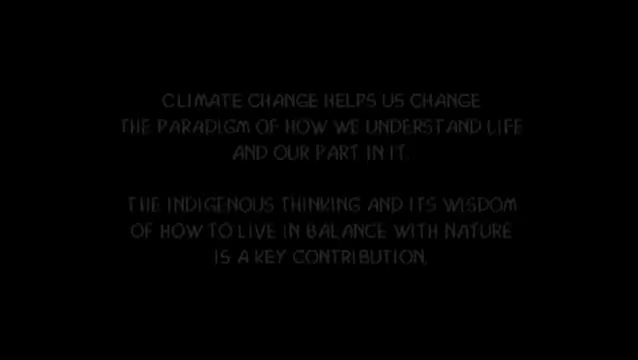 CLIMATE CHANGE HELPS US CHANGE
THE PARADIGM OF HOW WE UNDERSTAND LIFE
AND OUR PART IN IT.
THE INDIGENOUS THINKING AND ITS WISDOM
OF HOW TO LIVE IN BALANCE WITH NATURE
IS A KEY CONTRIBUTION.